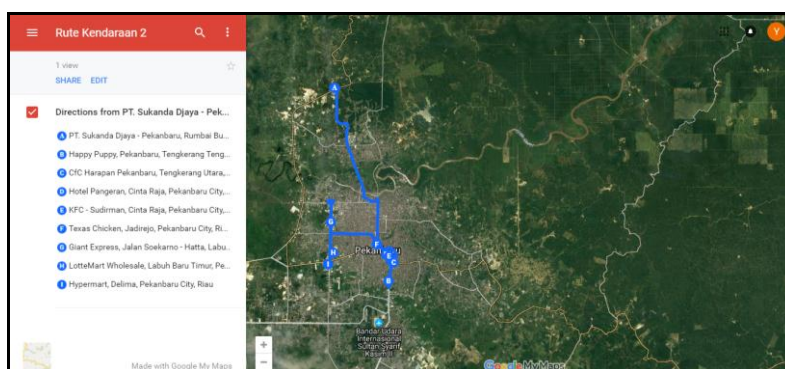 Rute Kendaraan 2
1 view
SHARE EDIT
Directions from PT. Sukanda Djaya - Pek...
A PT. Sukanda Djaya - Pekanbaru, Rumbai Bu...
B Happy Puppy, Pekanbaru, Tengkerang Teng...
C CfC Harapan Pekanbaru, Tengkerang Utara,...
D Hotel Pangeran, Cinta Raja, Pekanbaru City,...
E KFC - Sudirman, Cinta Raja, Pekanbaru City,...
F Texas Chicken, Jadirejo, Pekanbaru City, Ri...
G Giant Express, Jalan Soekarno - Hatta, Labu...
H LotteMart Wholesale, Labuh Baru Timur, Pe...
I Hypermart, Delima, Pekanbaru City, Riau
Made with Google My Maps
Y
A
G
F
H
Pekanbaru
E
I
C
B
Bandar Udara
Internasional
Sultan Syarif
Kasim II
+
−
Google My Maps